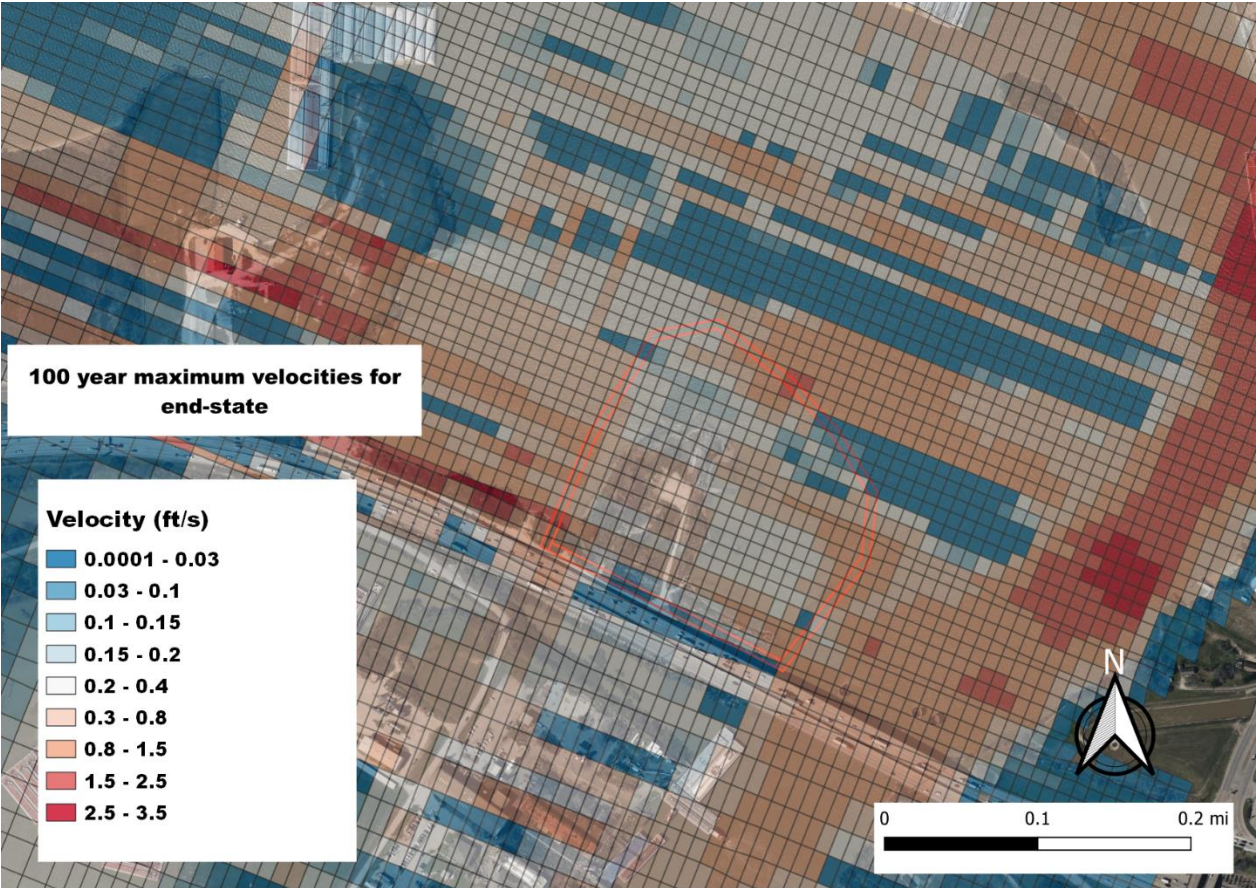 100 year maximum velocities for
end-state
Velocity (ft/s)
0.0001 - 0.03
0.03 - 0.1
0.1 - 0.15
0.15 - 0.2
0.2 - 0.4
0.3 - 0.8
0.8 - 1.5
1.5 - 2.5
2.5 - 3.5
N
0 0.1 0.2 mi